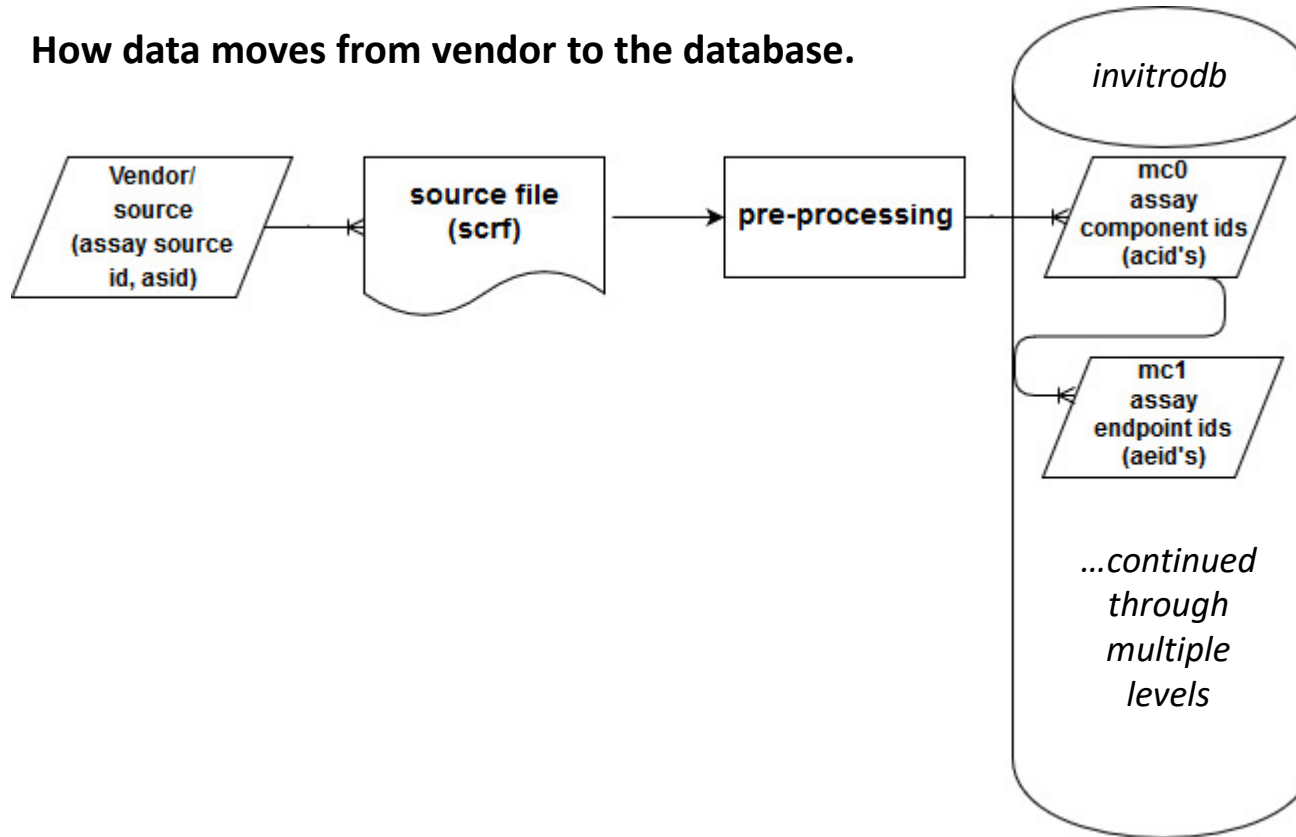 How data moves from vendor to the database.
invitrodb
Vendor/
source
(assay source
id, asid)
source file
(scrf)
pre-processing
mc0
assay
component ids
(acid's)
mc1
assay
endpoint ids
(aeid's)
...continued
through
multiple
levels